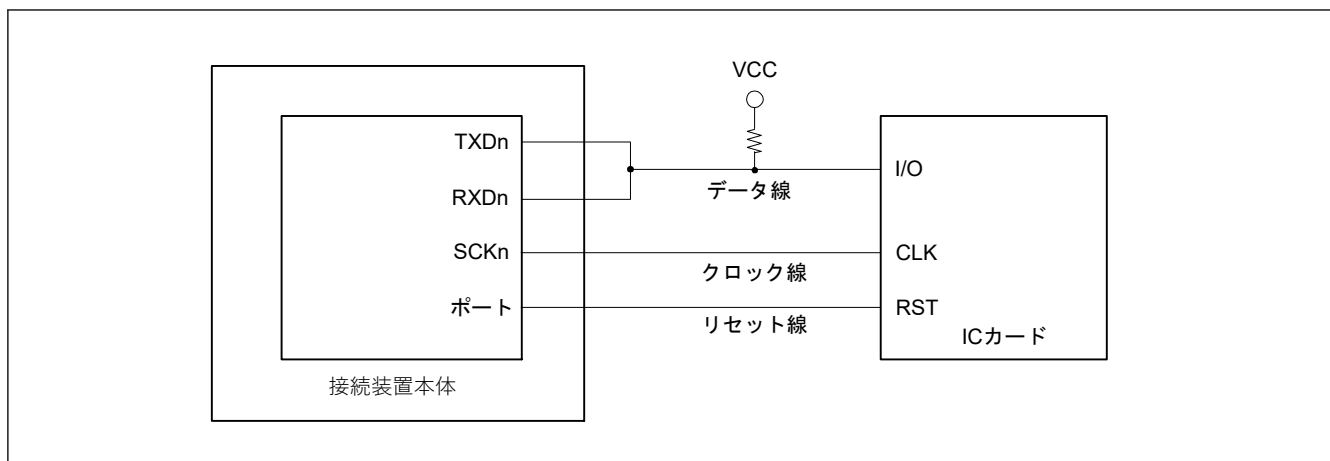 VCC
TXDn
RXDn
SCKn
ポート
接続装置本体
データ線
クロック線
リセット線
I/O
CLK
RST
ICカード